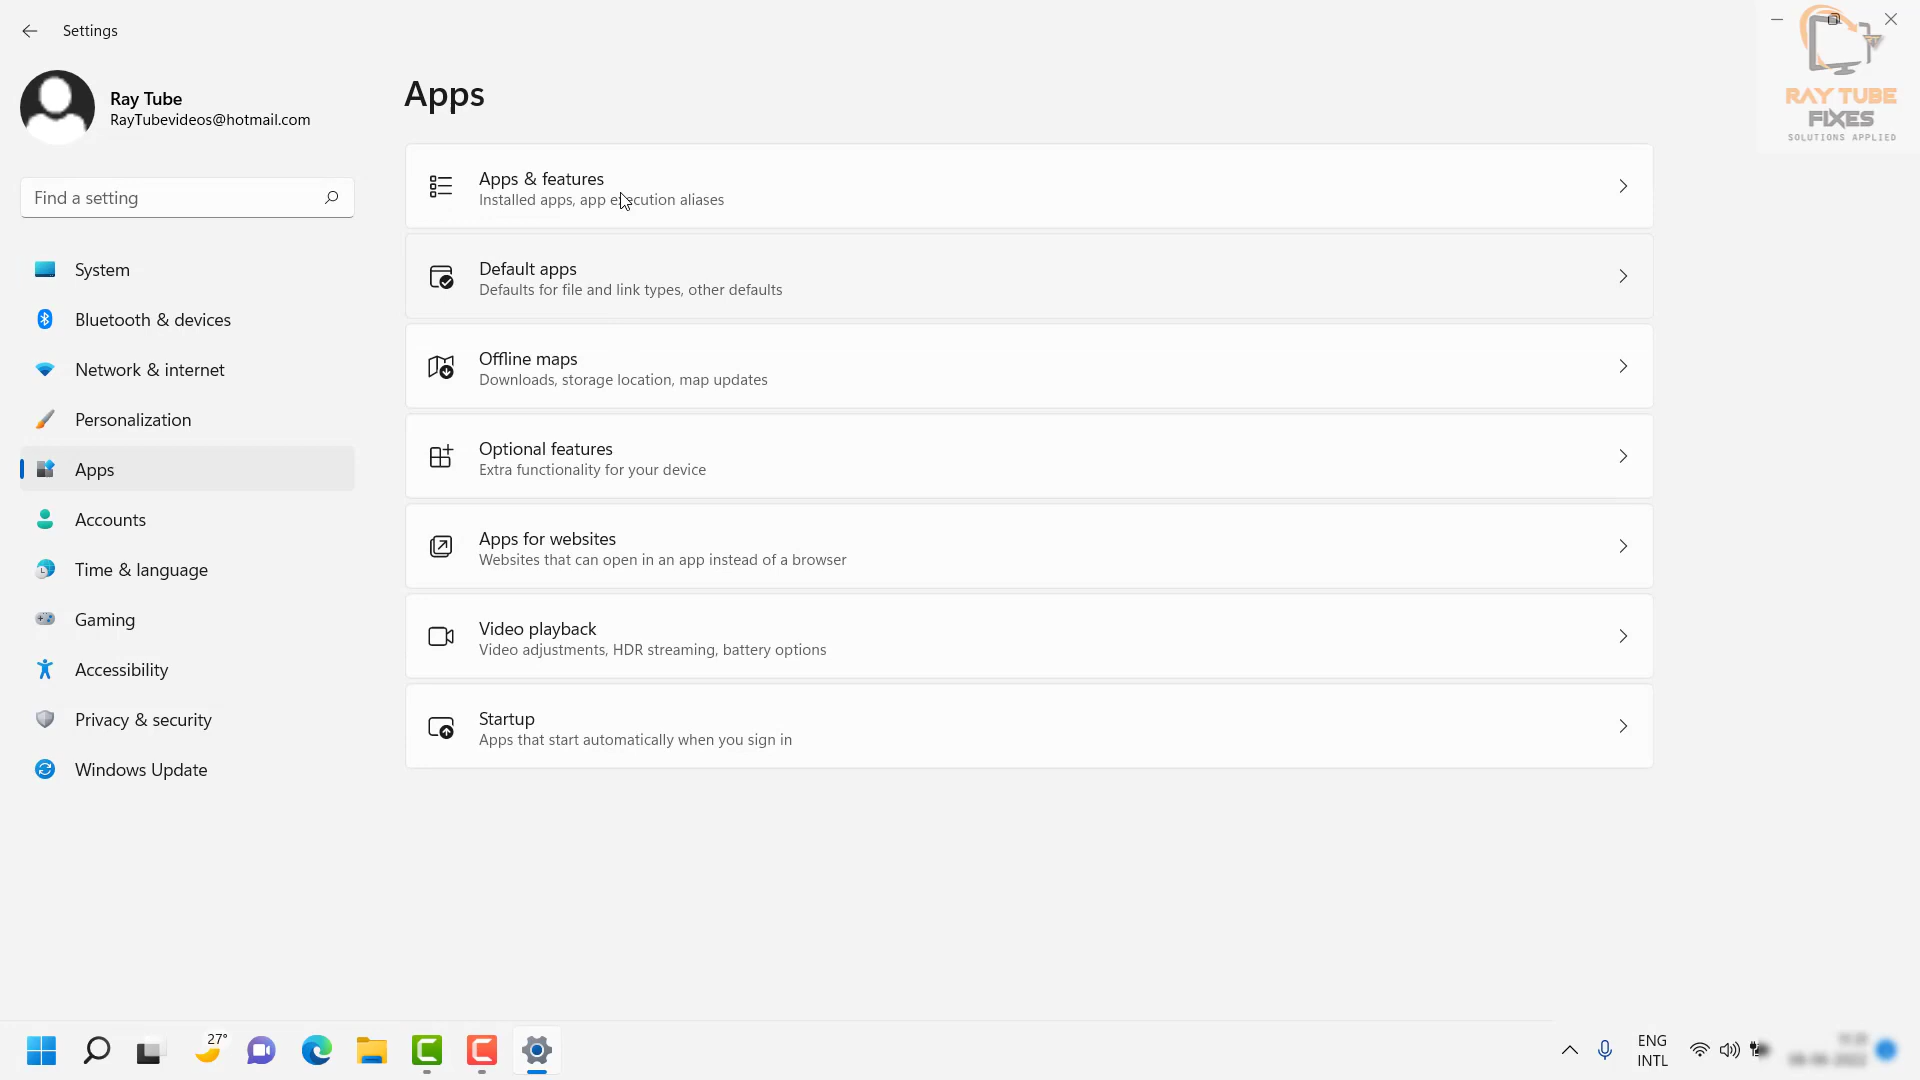 Settings
Ray Tube
RayTubevideos@hotmail.com
Find a setting
System
Bluetooth & devices
Network & internet
Personalization
Apps
Accounts
Time & language
Gaming
Accessibility
Privacy & security
Windows Update
Apps
Apps & features
Installed apps, app execution aliases
Default apps
Defaults for file and link types, other defaults
Offline maps
Downloads, storage location, map updates
Optional features
Extra functionality for your device
Apps for websites
Websites that can open in an app instead of a browser
Video playback
Video adjustments, HDR streaming, battery options
Startup
Apps that start automatically when you sign in
RAY TUBE
FIXES
SOLUTIONS APPLIED
27°
ENG
INTL